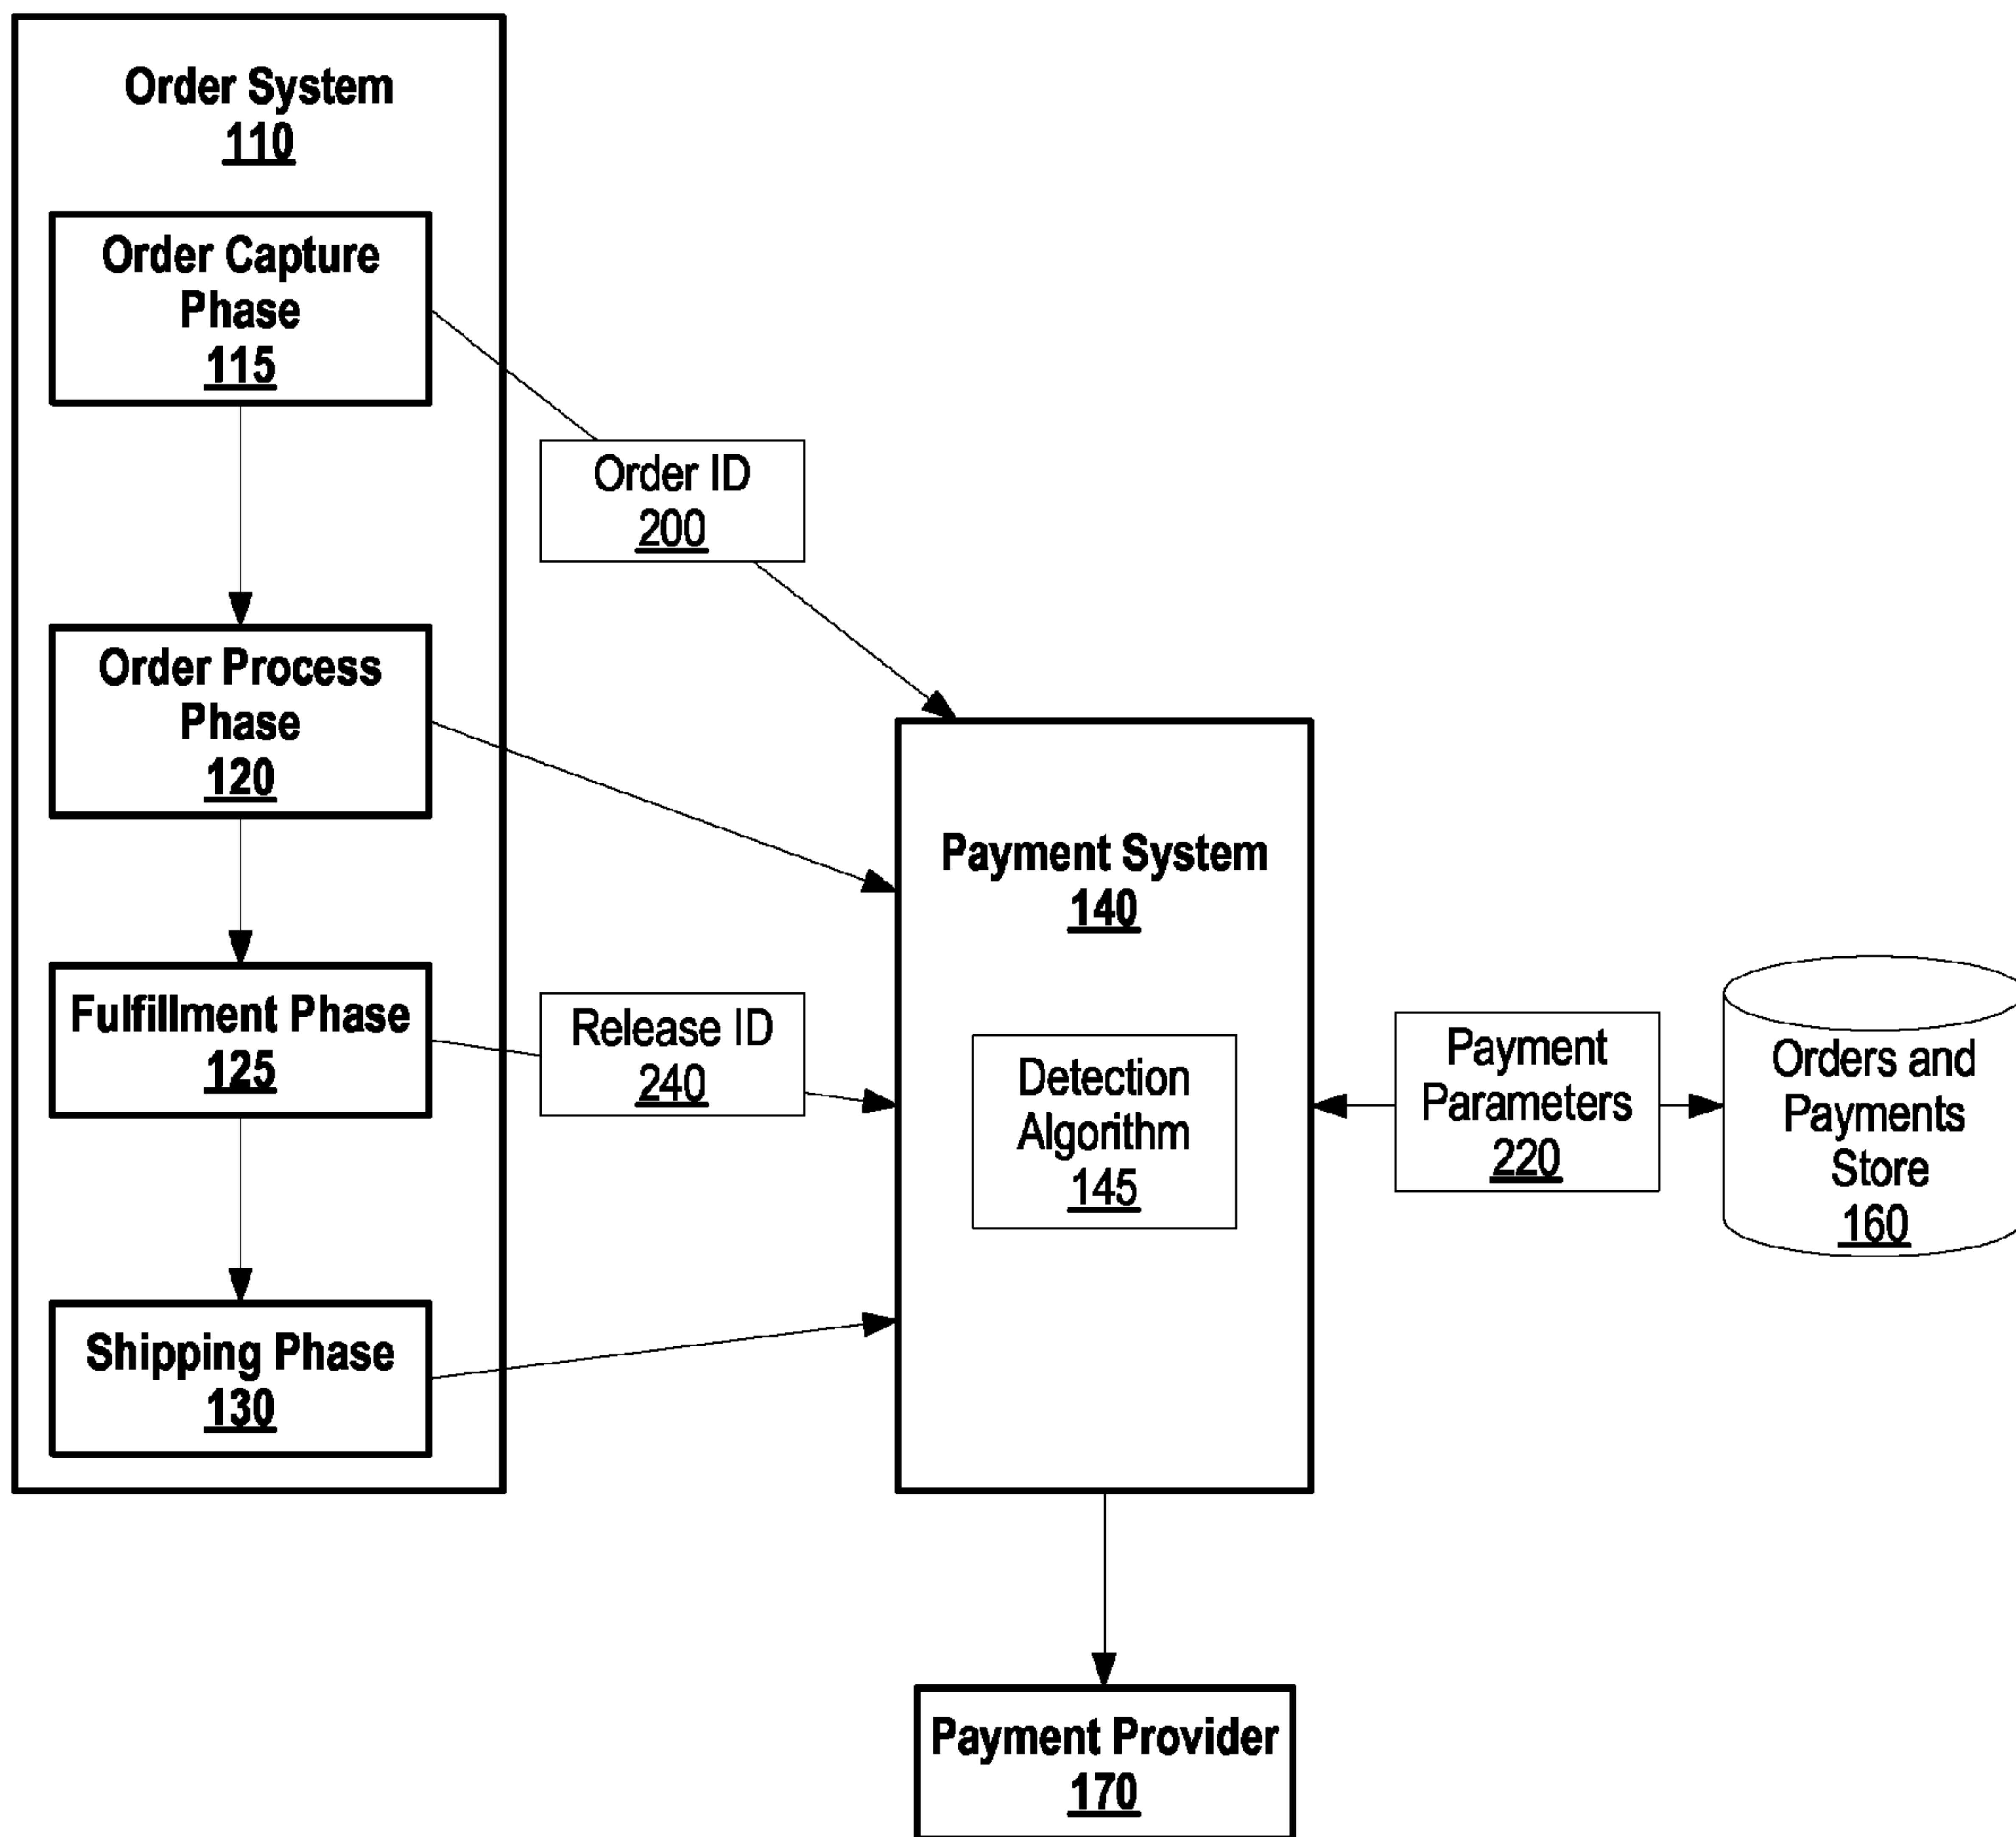 Order System
110
Order Capture
Phase
115
Order ID
200
Order Process
Phase
120
Payment System
140
Fulfillment Phase
125
Release ID
240
Detection
Algorithm
145
Payment
Parameters
220
Orders and
Payments
Store
160
Shipping Phase
130
Payment Provider
170